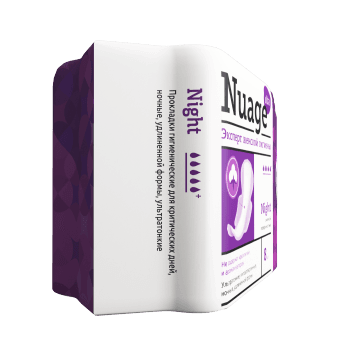 Night
Прокладки гигиенические для критических дней,
ночные, удлиненной формы, ультратонкие
Nuage
Эксперт женской гигиены
Night
8